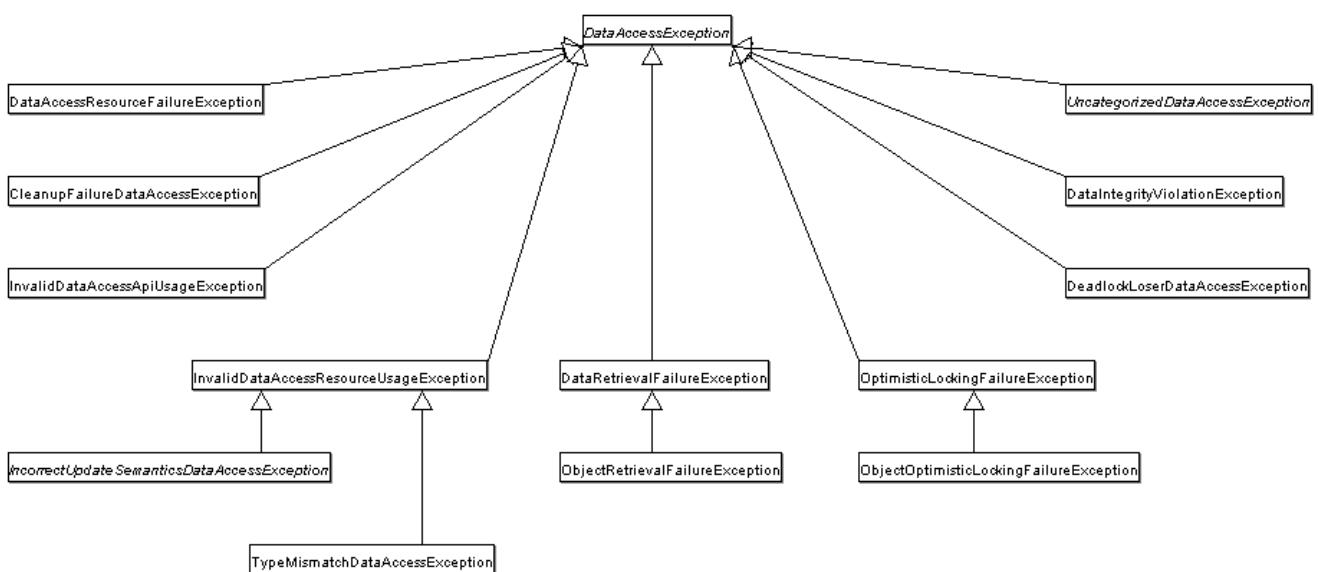 DataAccessException
DataAccessResourceFailureException
UncategorizedDataAccessException
CleanupFailureDataAccessException
DataIntegrityViolationException
InvalidDataAccessApiUsageException
DeadlockLoserDataAccessException
InvalidDataAccessResourceUsageException
DataRetrievalFailureException
OptimisticLockingFailureException
IncorrectUpdateSemanticsDataAccessException
ObjectRetrievalFailureException
ObjectOptimisticLockingFailureException
TypeMismatchDataAccessException